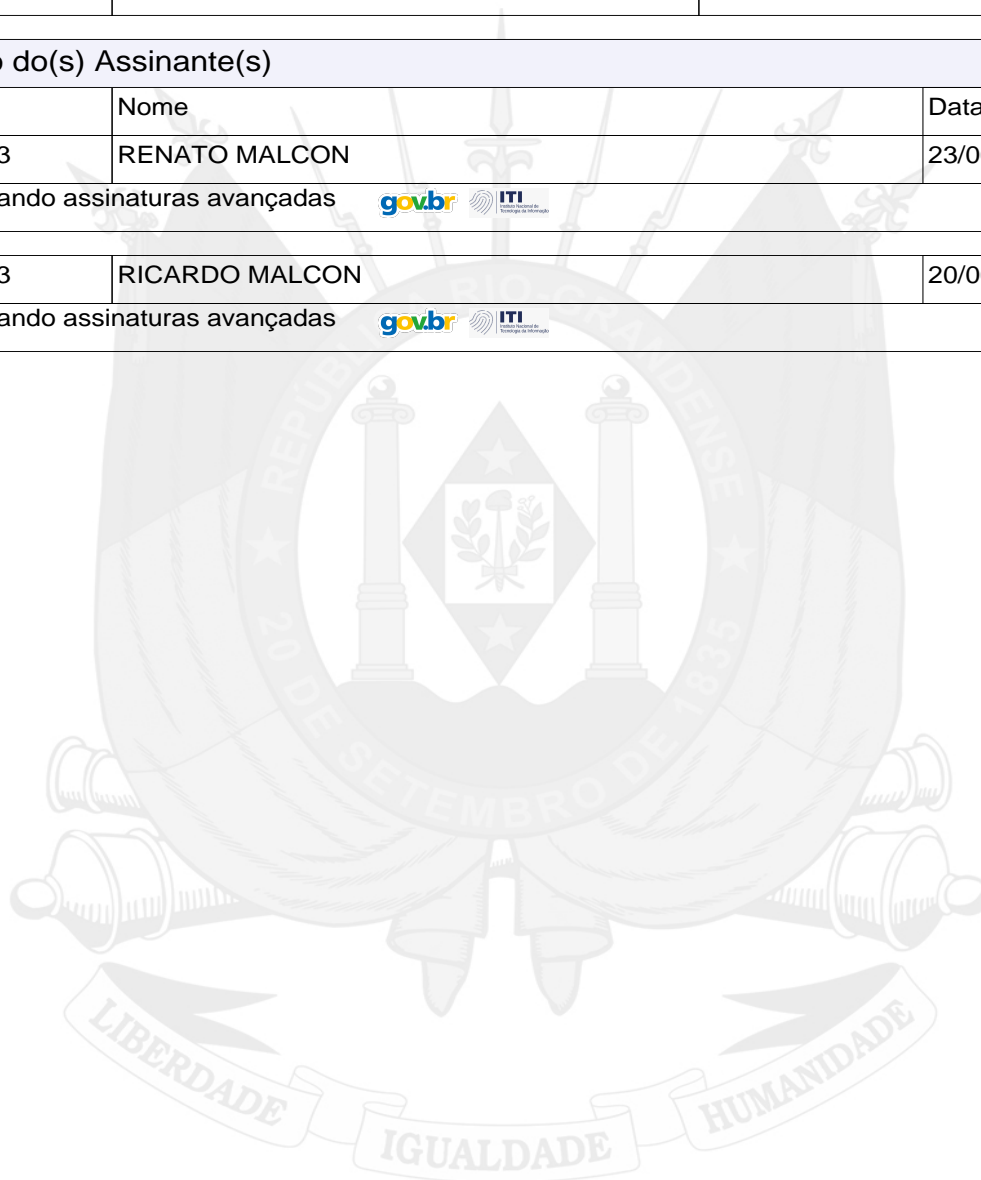 o do(s) Assinante(s)
Nome Data
3 RENATO MALCON 23/0
ando assinaturas avançadas gov.br ITI
3 RICARDO MALCON 20/0
ando assinaturas avançadas gov.br ITI
REPÚBLICA RIO-GRANDENSE
20 DE SETEMBRO DE 1835
LIBERDADE IGUALDADE HUMANIDADE